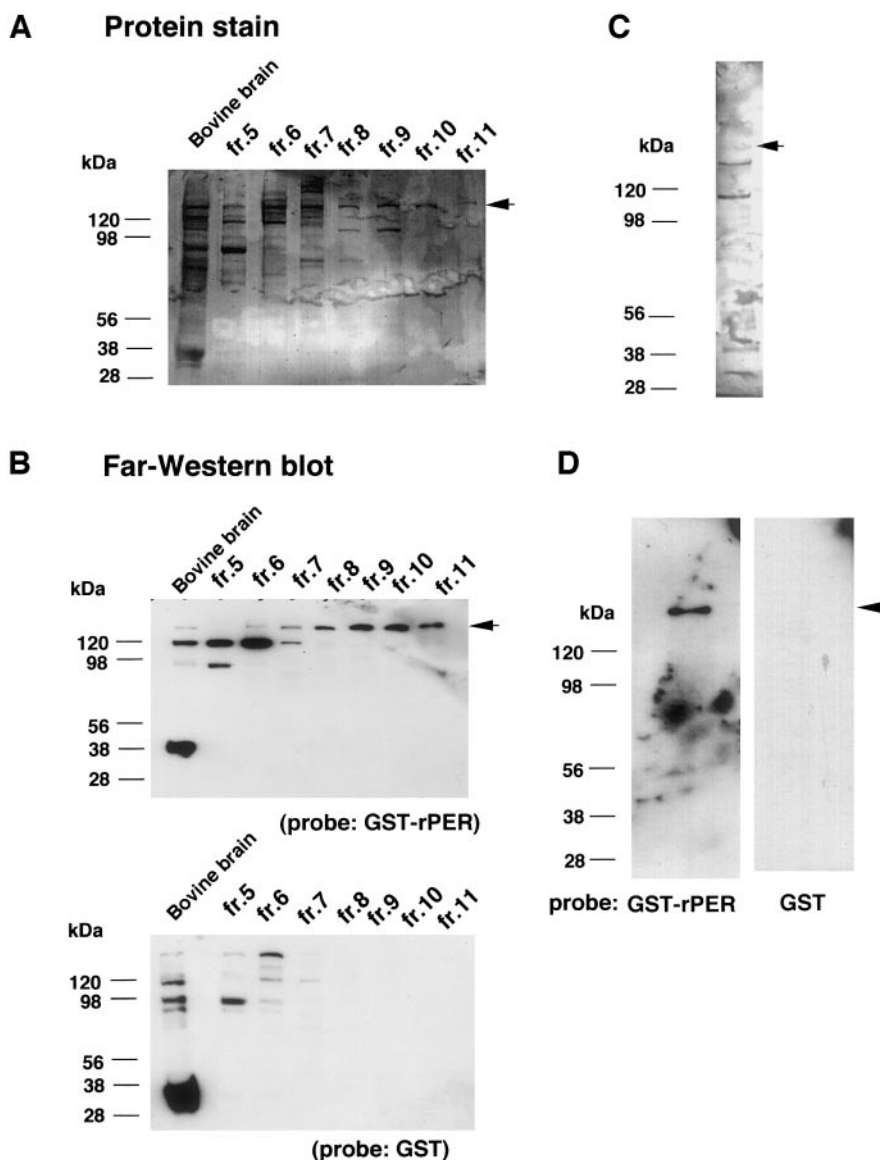 A Protein stain
Bovine brain fr.5 fr.6 fr.7 fr.8 fr.9 fr.10 fr.11
kDa
120
98
56
38
28
C
kDa
120
98
56
38
28
B Far-Western blot
Bovine brain fr.5 fr.6 fr.7 fr.8 fr.9 fr.10 fr.11
kDa
120
98
56
38
28
(probe: GST-rPER)
Bovine brain fr.5 fr.6 fr.7 fr.8 fr.9 fr.10 fr.11
kDa
120
98
56
38
28
(probe: GST)
D
kDa
120
98
56
38
28
probe: GST-rPER GST